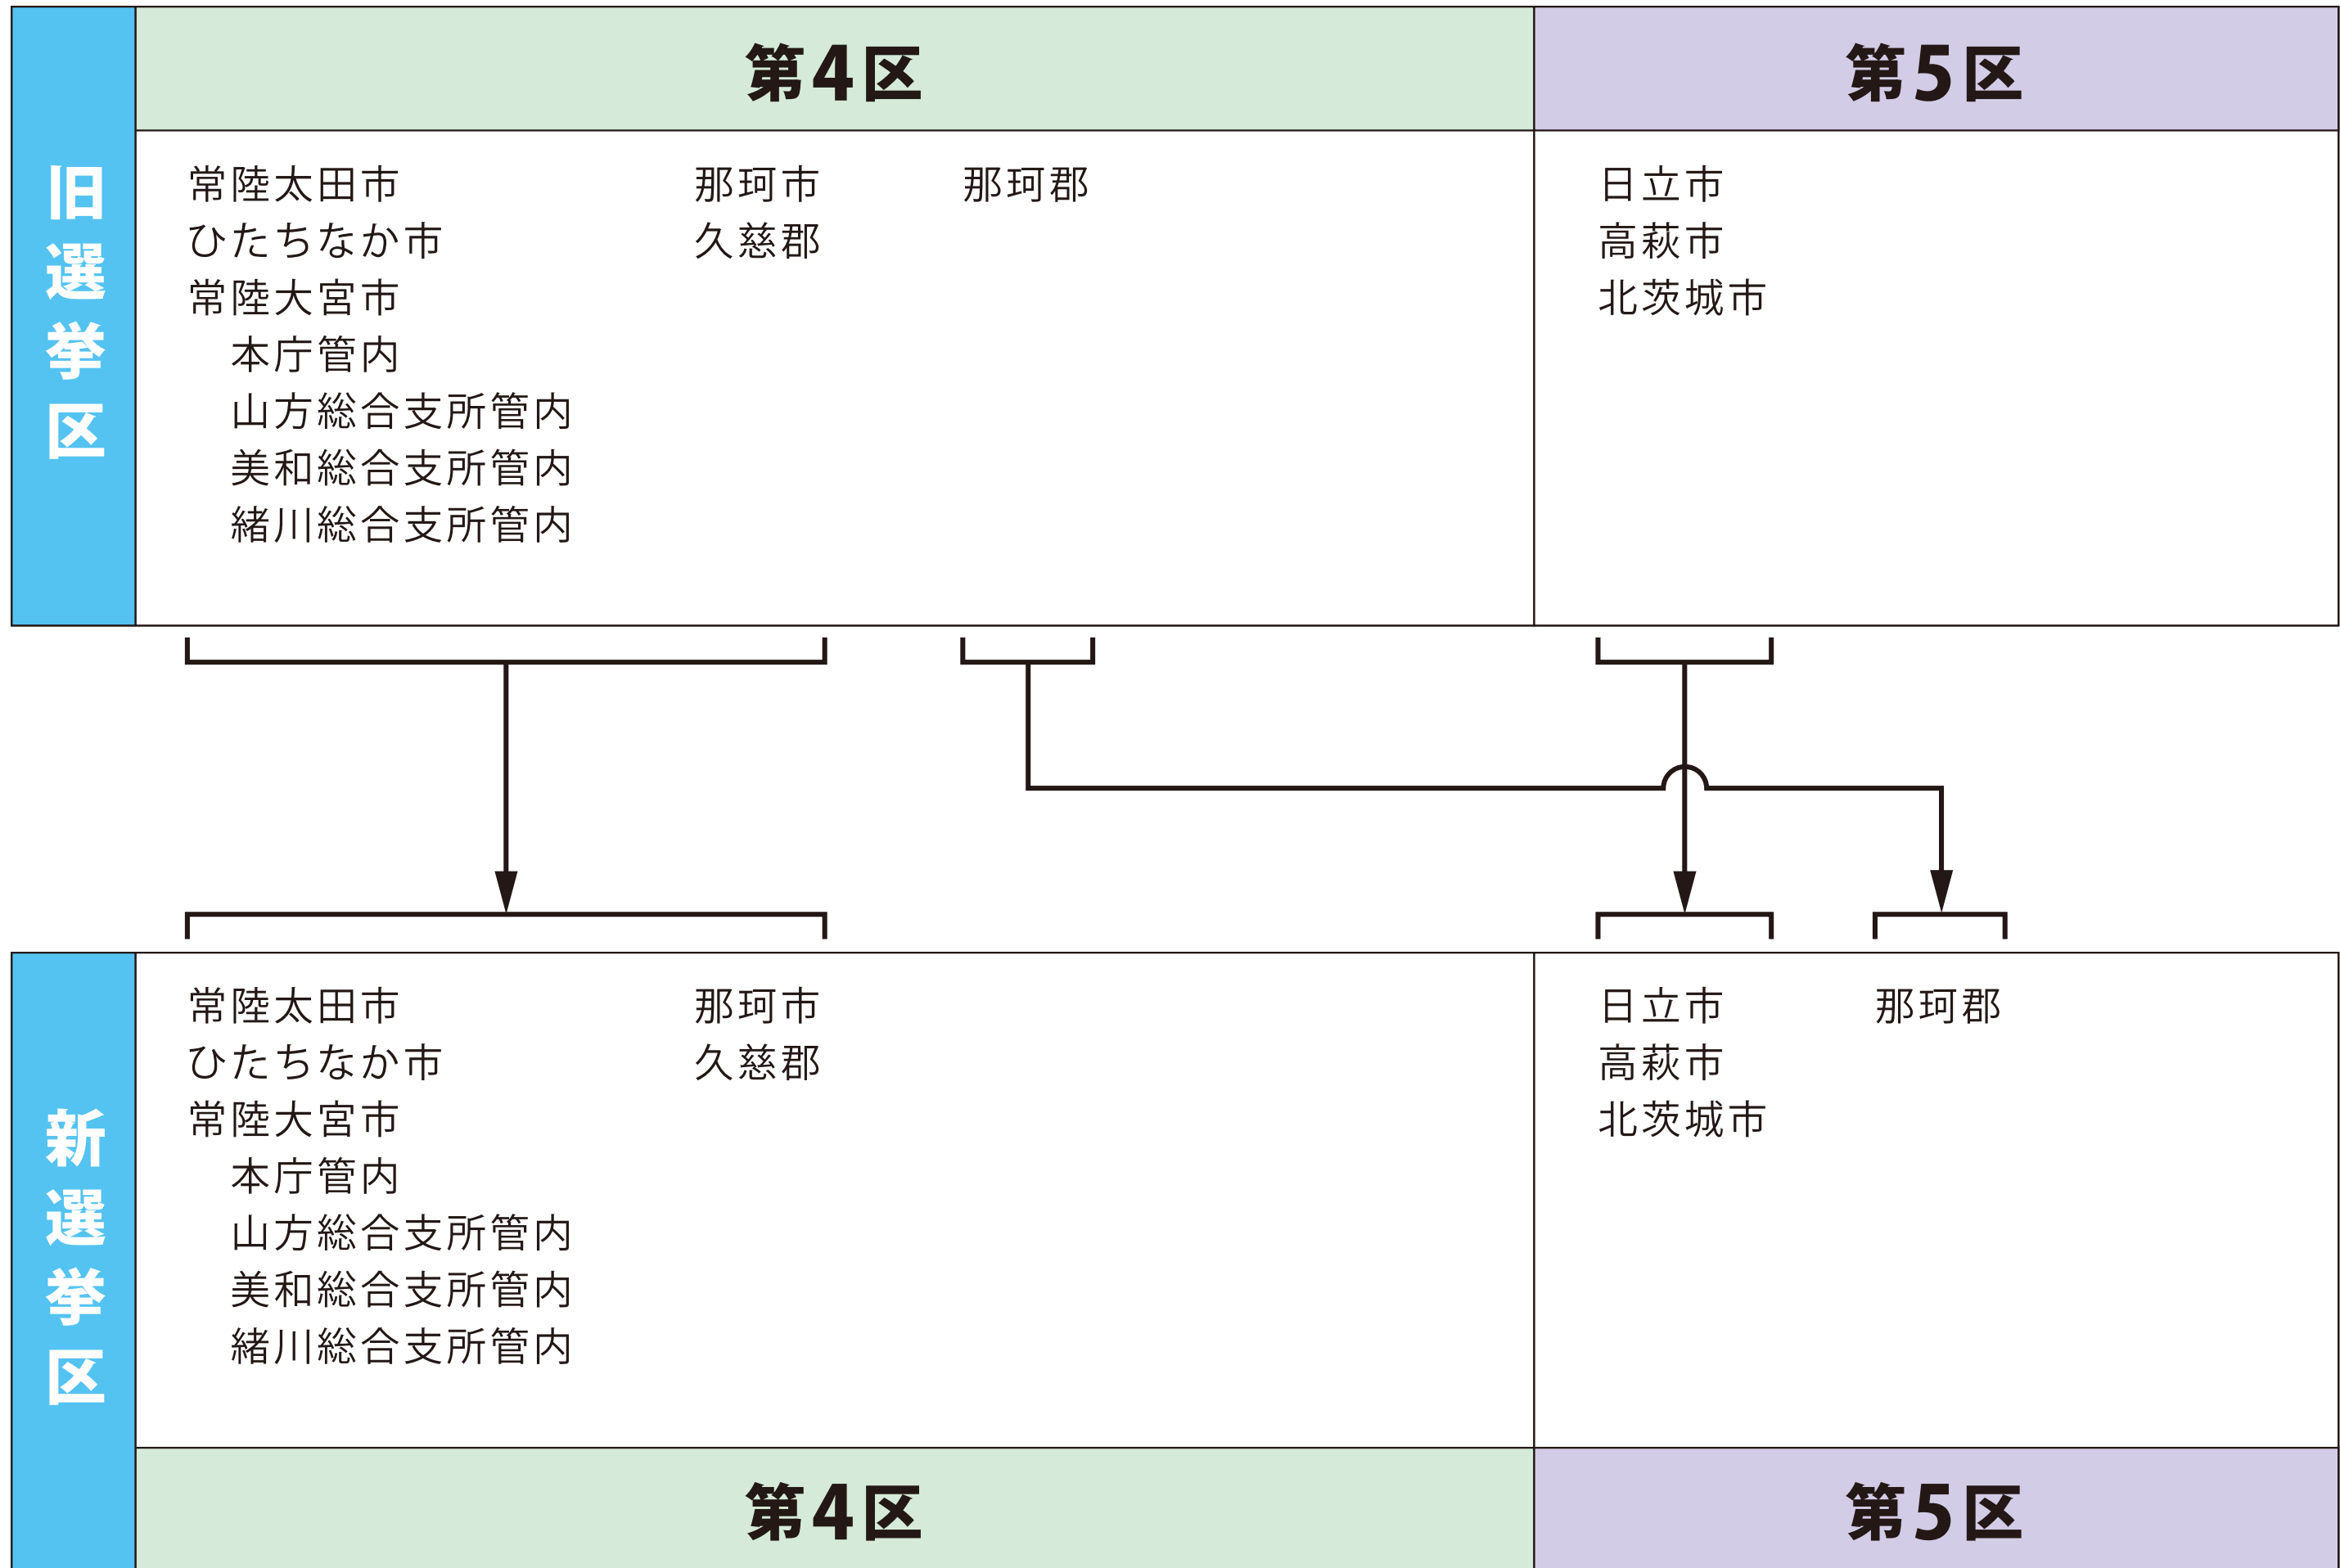 旧選挙区
第4区
常陸太田市
ひたちなか市
常陸大宮市
本庁管内
山方総合支所管内
美和総合支所管内
緒川総合支所管内
那珂市
久慈郡
那珂郡
第5区
日立市
高萩市
北茨城市
新選挙区
常陸太田市
ひたちなか市
常陸大宮市
本庁管内
山方総合支所管内
美和総合支所管内
緒川総合支所管内
那珂市
久慈郡
第4区
日立市
高萩市
北茨城市
那珂郡
第5区